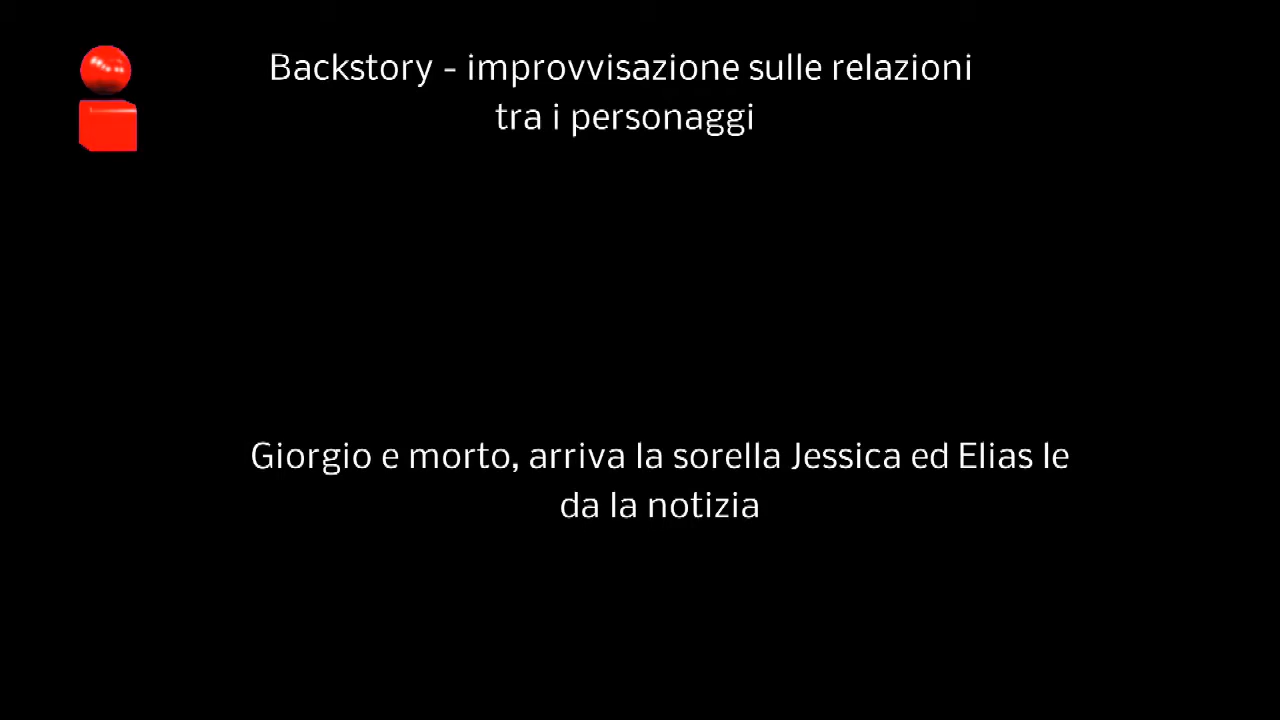 Backstory - improvvisazione sulle relazioni
tra i personaggi
Giorgio e morto, arriva la sorella Jessica ed Elias le
da la notizia